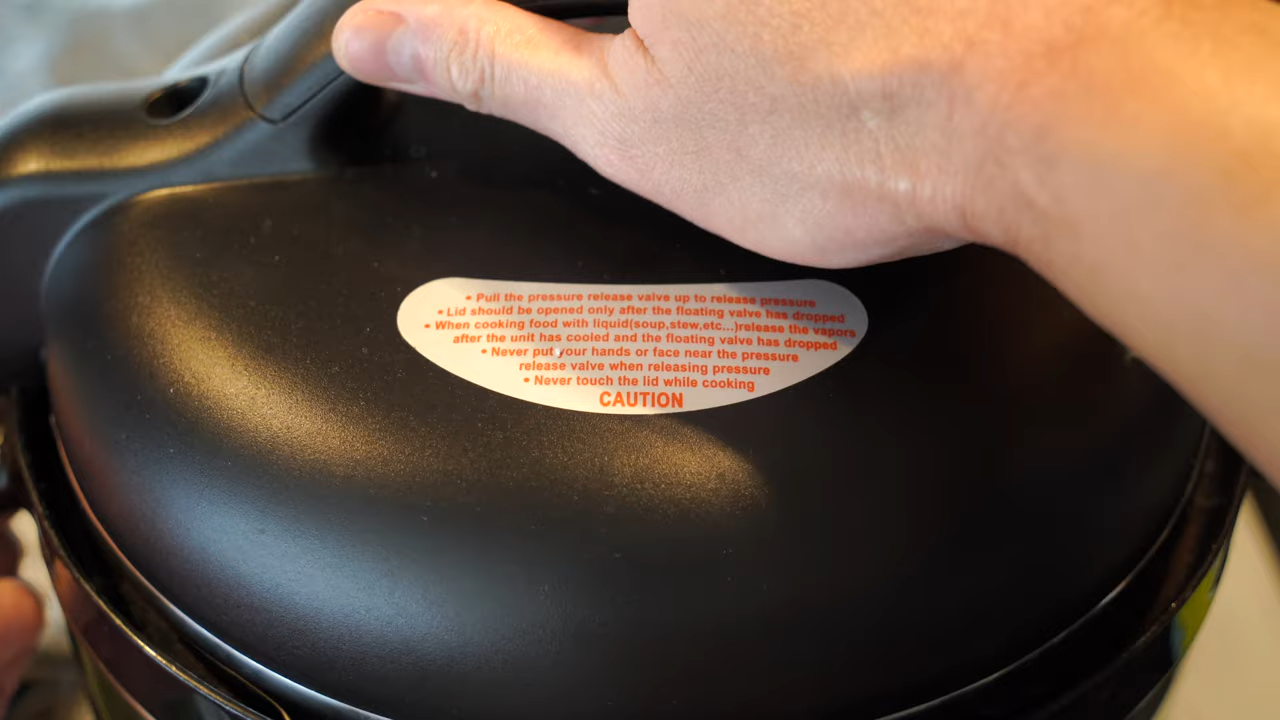 • Pull the pressure release valve up to release pressure
• Lid should be opened only after the floating valve has dropped
• When cooking food with liquid(soup,stew,etc...)release the vapors
after the unit has cooled and the floating valve has dropped
• Never put your hands or face near the pressure
release valve when releasing pressure
• Never touch the lid while cooking
CAUTION